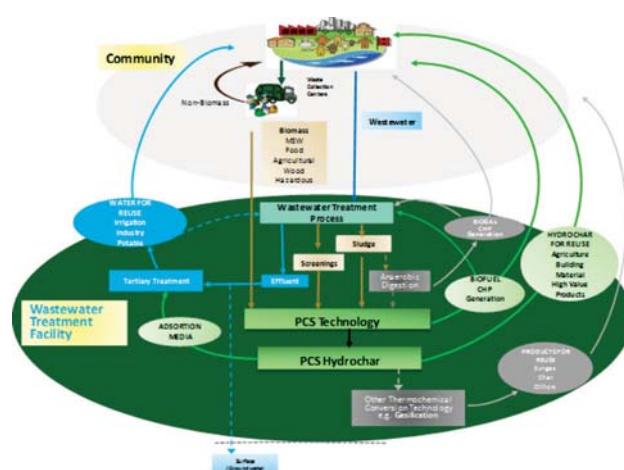 Community
Waste
Collection
Centers
Non-Biomass
Wastewater
Biomass
MSW
Food
Agricultural
Wood
Hazardous
WATER FOR
REUSE
Irrigation
Industry
Potable
Wastewater Treatment
Process
BIOGAS
CHP
Generation
HYDROCHAR
FOR REUSE
Agriculture
Building
Material
High Value
Products
Sludge
Screenings
Tertiary Treatment
Effluent
Anaerobic
Digestion
BIOFUEL
CHP
Generation
Wastewater
Treatment
Facility
ADSORTION
MEDIA
PCS Technology
PCS Hydrochar
PRODUCTS FOR
REUSE
Syngas
Char
Other Thermochemical
Conversion Technology
e.g. Gasification
Surface